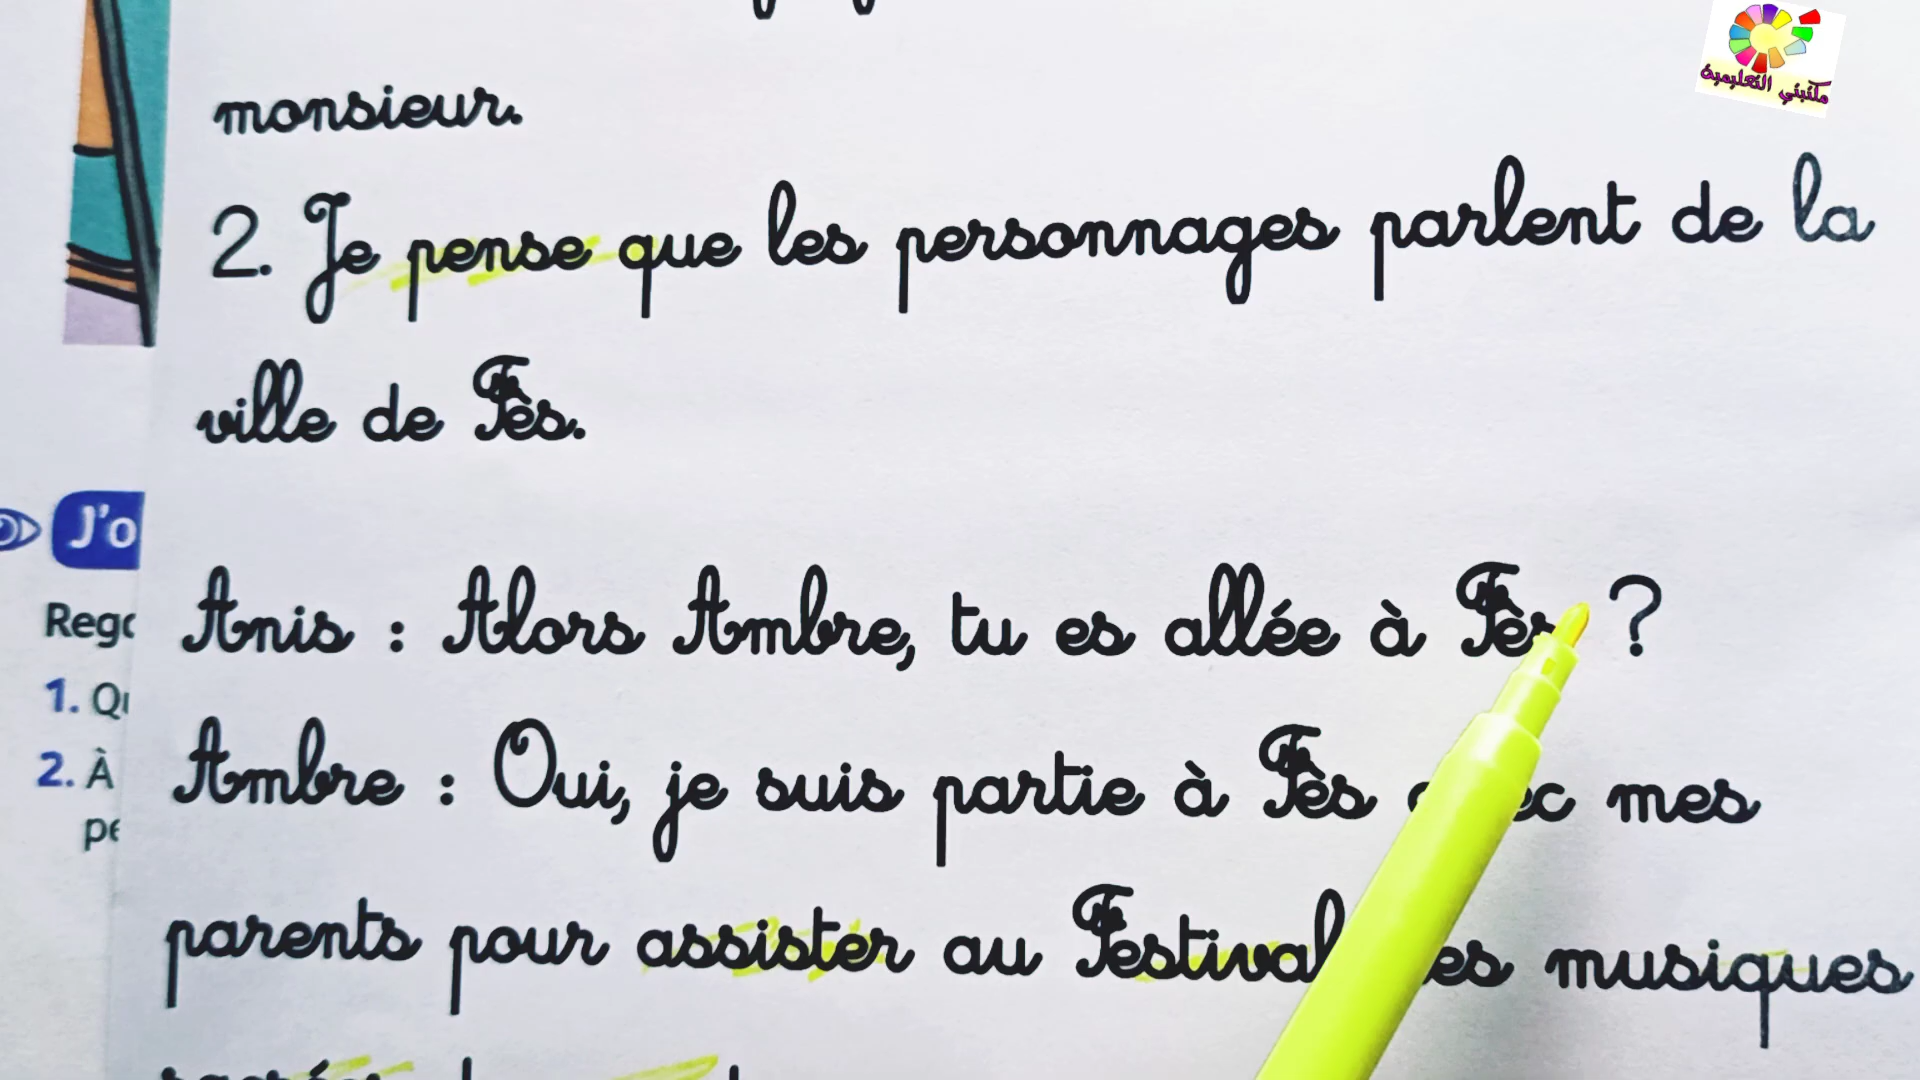 مكتبتي التعليمية
monsieur.
2. Je pense que les personnages parlent de la
ville de Fès.
J'o
Anis : Alors Ambre, tu es allée à Fès ?
1.
2. À
Ambre : Oui, je suis partie à Fès avec mes
parents pour assister au Festival des musiques